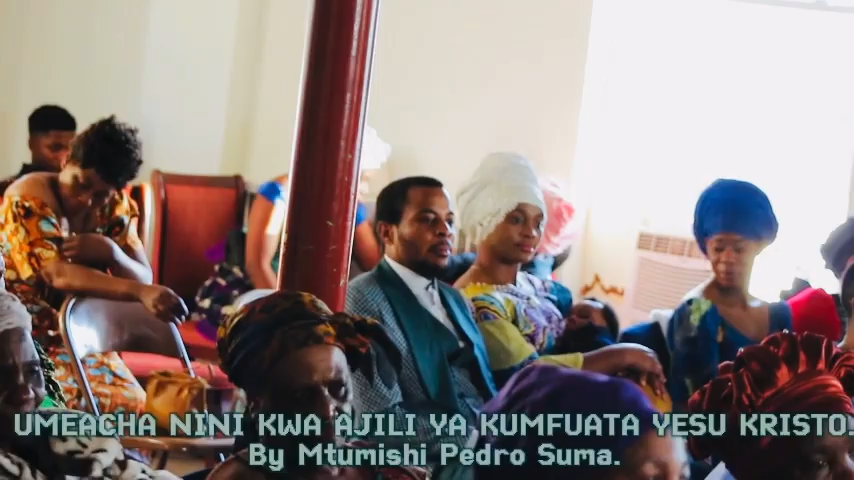 UMEACHA NINI KWA AJILI YA KUMFUATA YESU KRISTO.
By Mtumishi Pedro Suma.